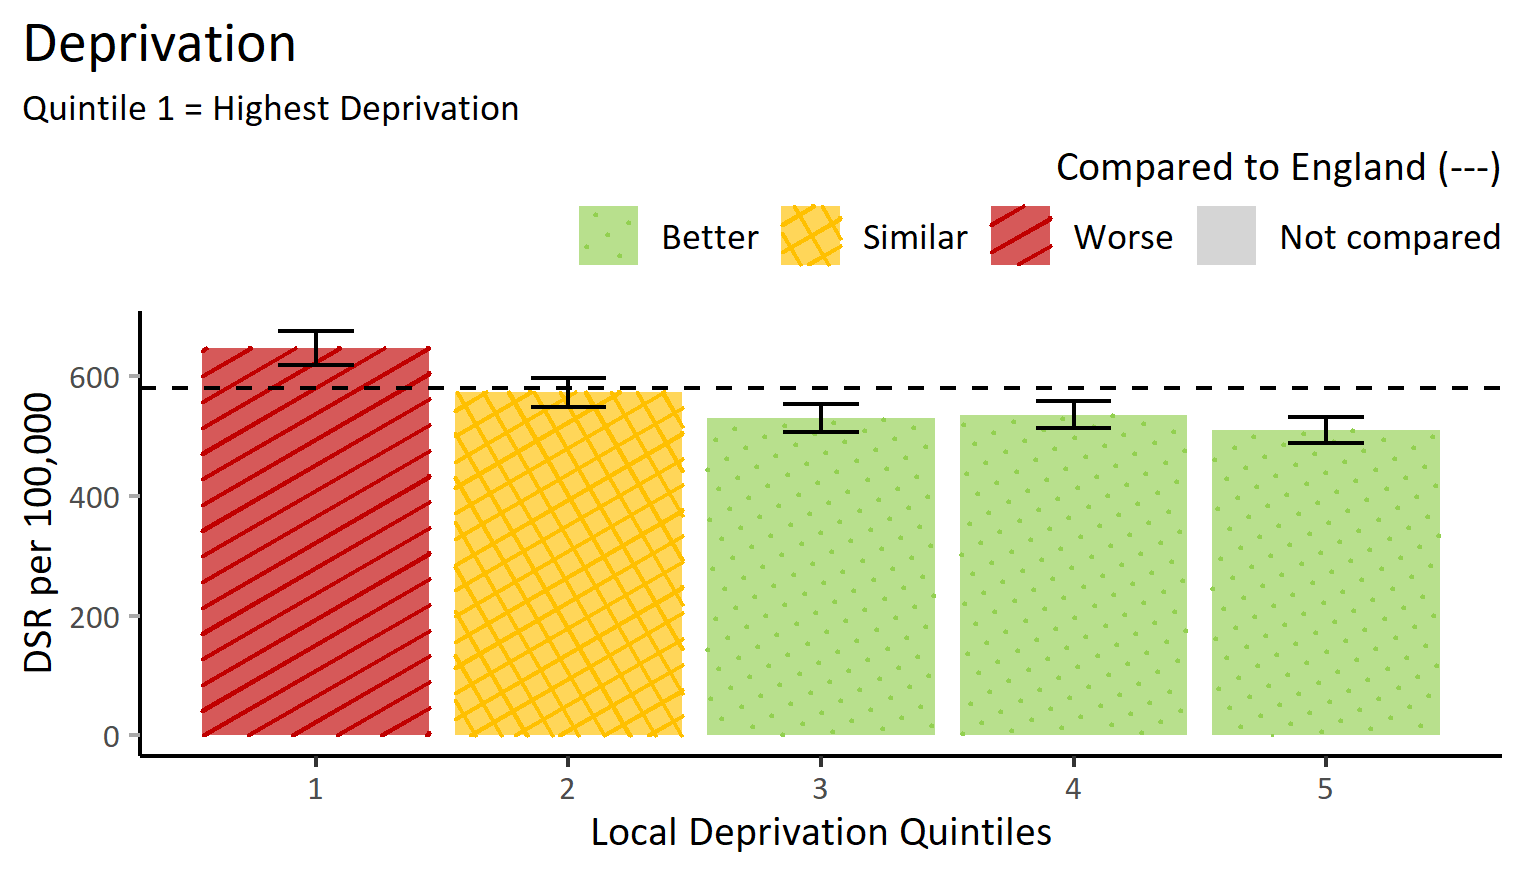 Deprivation
Quintile 1 = Highest Deprivation
Compared to England (---)
Better Similar Worse Not compared
DSR per 100,000
600
400
200
0
1 2 3 4 5
Local Deprivation Quintiles